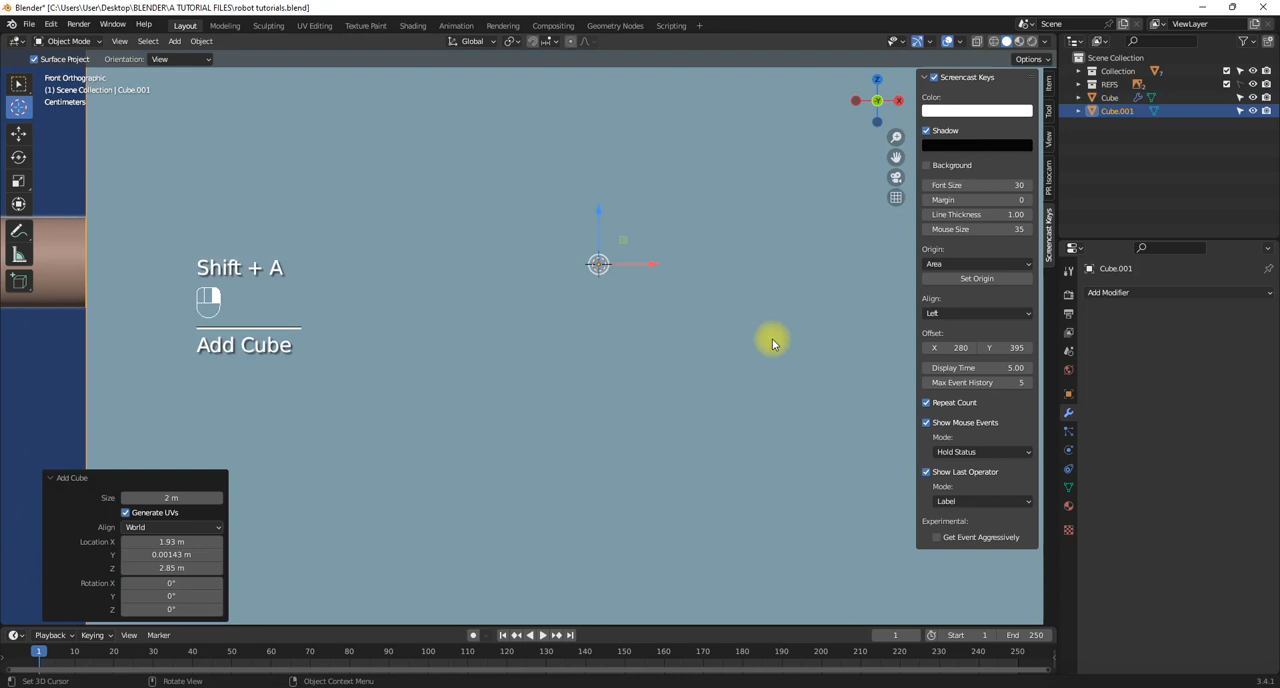 Blender* [C:\Users\User\Desktop\BLENDER\A TUTORIAL FILES\robot tutorials.blend]
File Edit Render Window Help Layout Modeling Sculpting UV Editing Texture Paint Shading Animation Rendering Compositing Geometry Nodes Scripting + Scene ViewLayer
Object Mode View Select Add Object Global
Surface Project Orientation: View Options
Front Orthographic
(1) Scene Collection | Cube.001
Centimeters
Z
Y
X
Shift + A
Add Cube
Add Cube
Size 2 m
Generate UVs
Align World
Location X 1.93 m
Y 0.00143 m
Z 2.85 m
Rotation X 0°
Y 0°
Z 0°
Screencast Keys
Color:
Shadow
Background
Font Size 30
Margin 0
Line Thickness 1.00
Mouse Size 35
Origin:
Area
Set Origin
Align:
Left
Offset:
X 280 Y 395
Display Time 5.00
Max Event History 5
Repeat Count
Show Mouse Events
Mode:
Hold Status
Show Last Operator
Mode:
Label
Experimental:
Get Event Aggressively
Item
Tool
View
PR Isocam
Screencast Keys
Scene Collection
Collection 7
REFS 2
Cube
Cube.001
Cube.001
Add Modifier
Playback Keying View Marker 1 Start 1 End 250
1 10 20 30 40 50 60 70 80 90 100 110 120 130 140 150 160 170 180 190 200 210 220 230 240 250
Set 3D Cursor Rotate View Object Context Menu 3.4.1